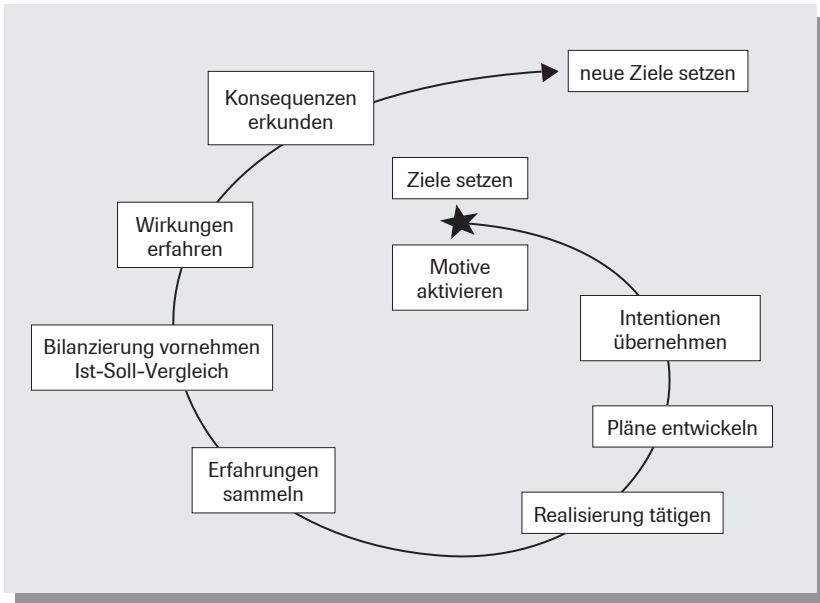 neue Ziele setzen
Konsequenzen
erkunden
Ziele setzen
Wirkungen
erfahren
Motive
aktivieren
Intentionen
übernehmen
Bilanzierung vornehmen
Ist-Soll-Vergleich
Pläne entwickeln
Erfahrungen
sammeln
Realisierung tätigen